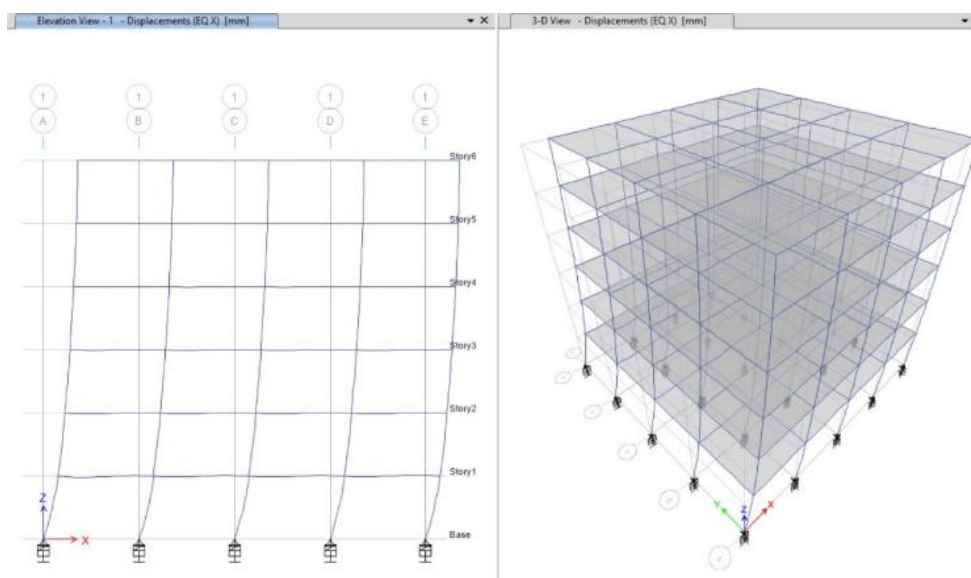 Elevation View - 1 - Displacements (EQ X) [mm]
3-D View - Displacements (EQ X) [mm]
1 1 1 1 1
A B C D E
Story6
Story5
Story4
Story3
Story2
Story1
Z
X
Base
Y Z X